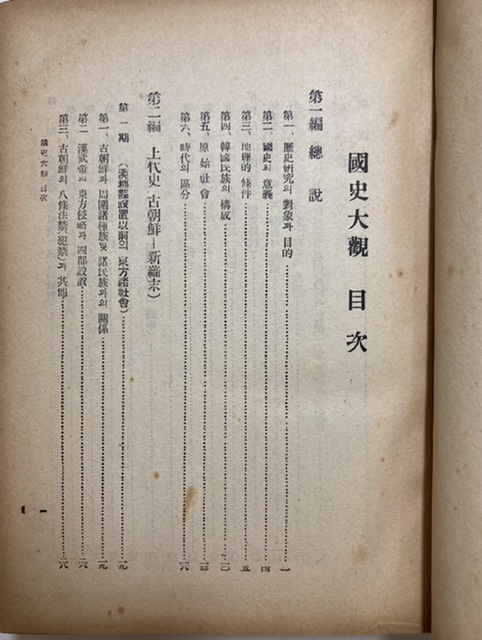 國史大觀 目次
第一編 總說
第一、歷史硏究의 對象과 目的……一
第二、國史의 意義……四
第三、地理的 條件……五
第四、韓國民族의 構成……一〇
第五、原始社會……一四
第六、時代의 區分……一八
第二編 上代史(古朝鮮—新羅末)
第一期 (漢郡縣設置以前의 東方諸社會)……一九
第一、古朝鮮과 周圍諸種族및 諸民族과의 關係……一九
第二 漢武帝의 東方侵略과 四郡設置……二六
第三、古朝鮮의 八條法禁(犯禁)과 其他……二八
國史大觀 目次
一